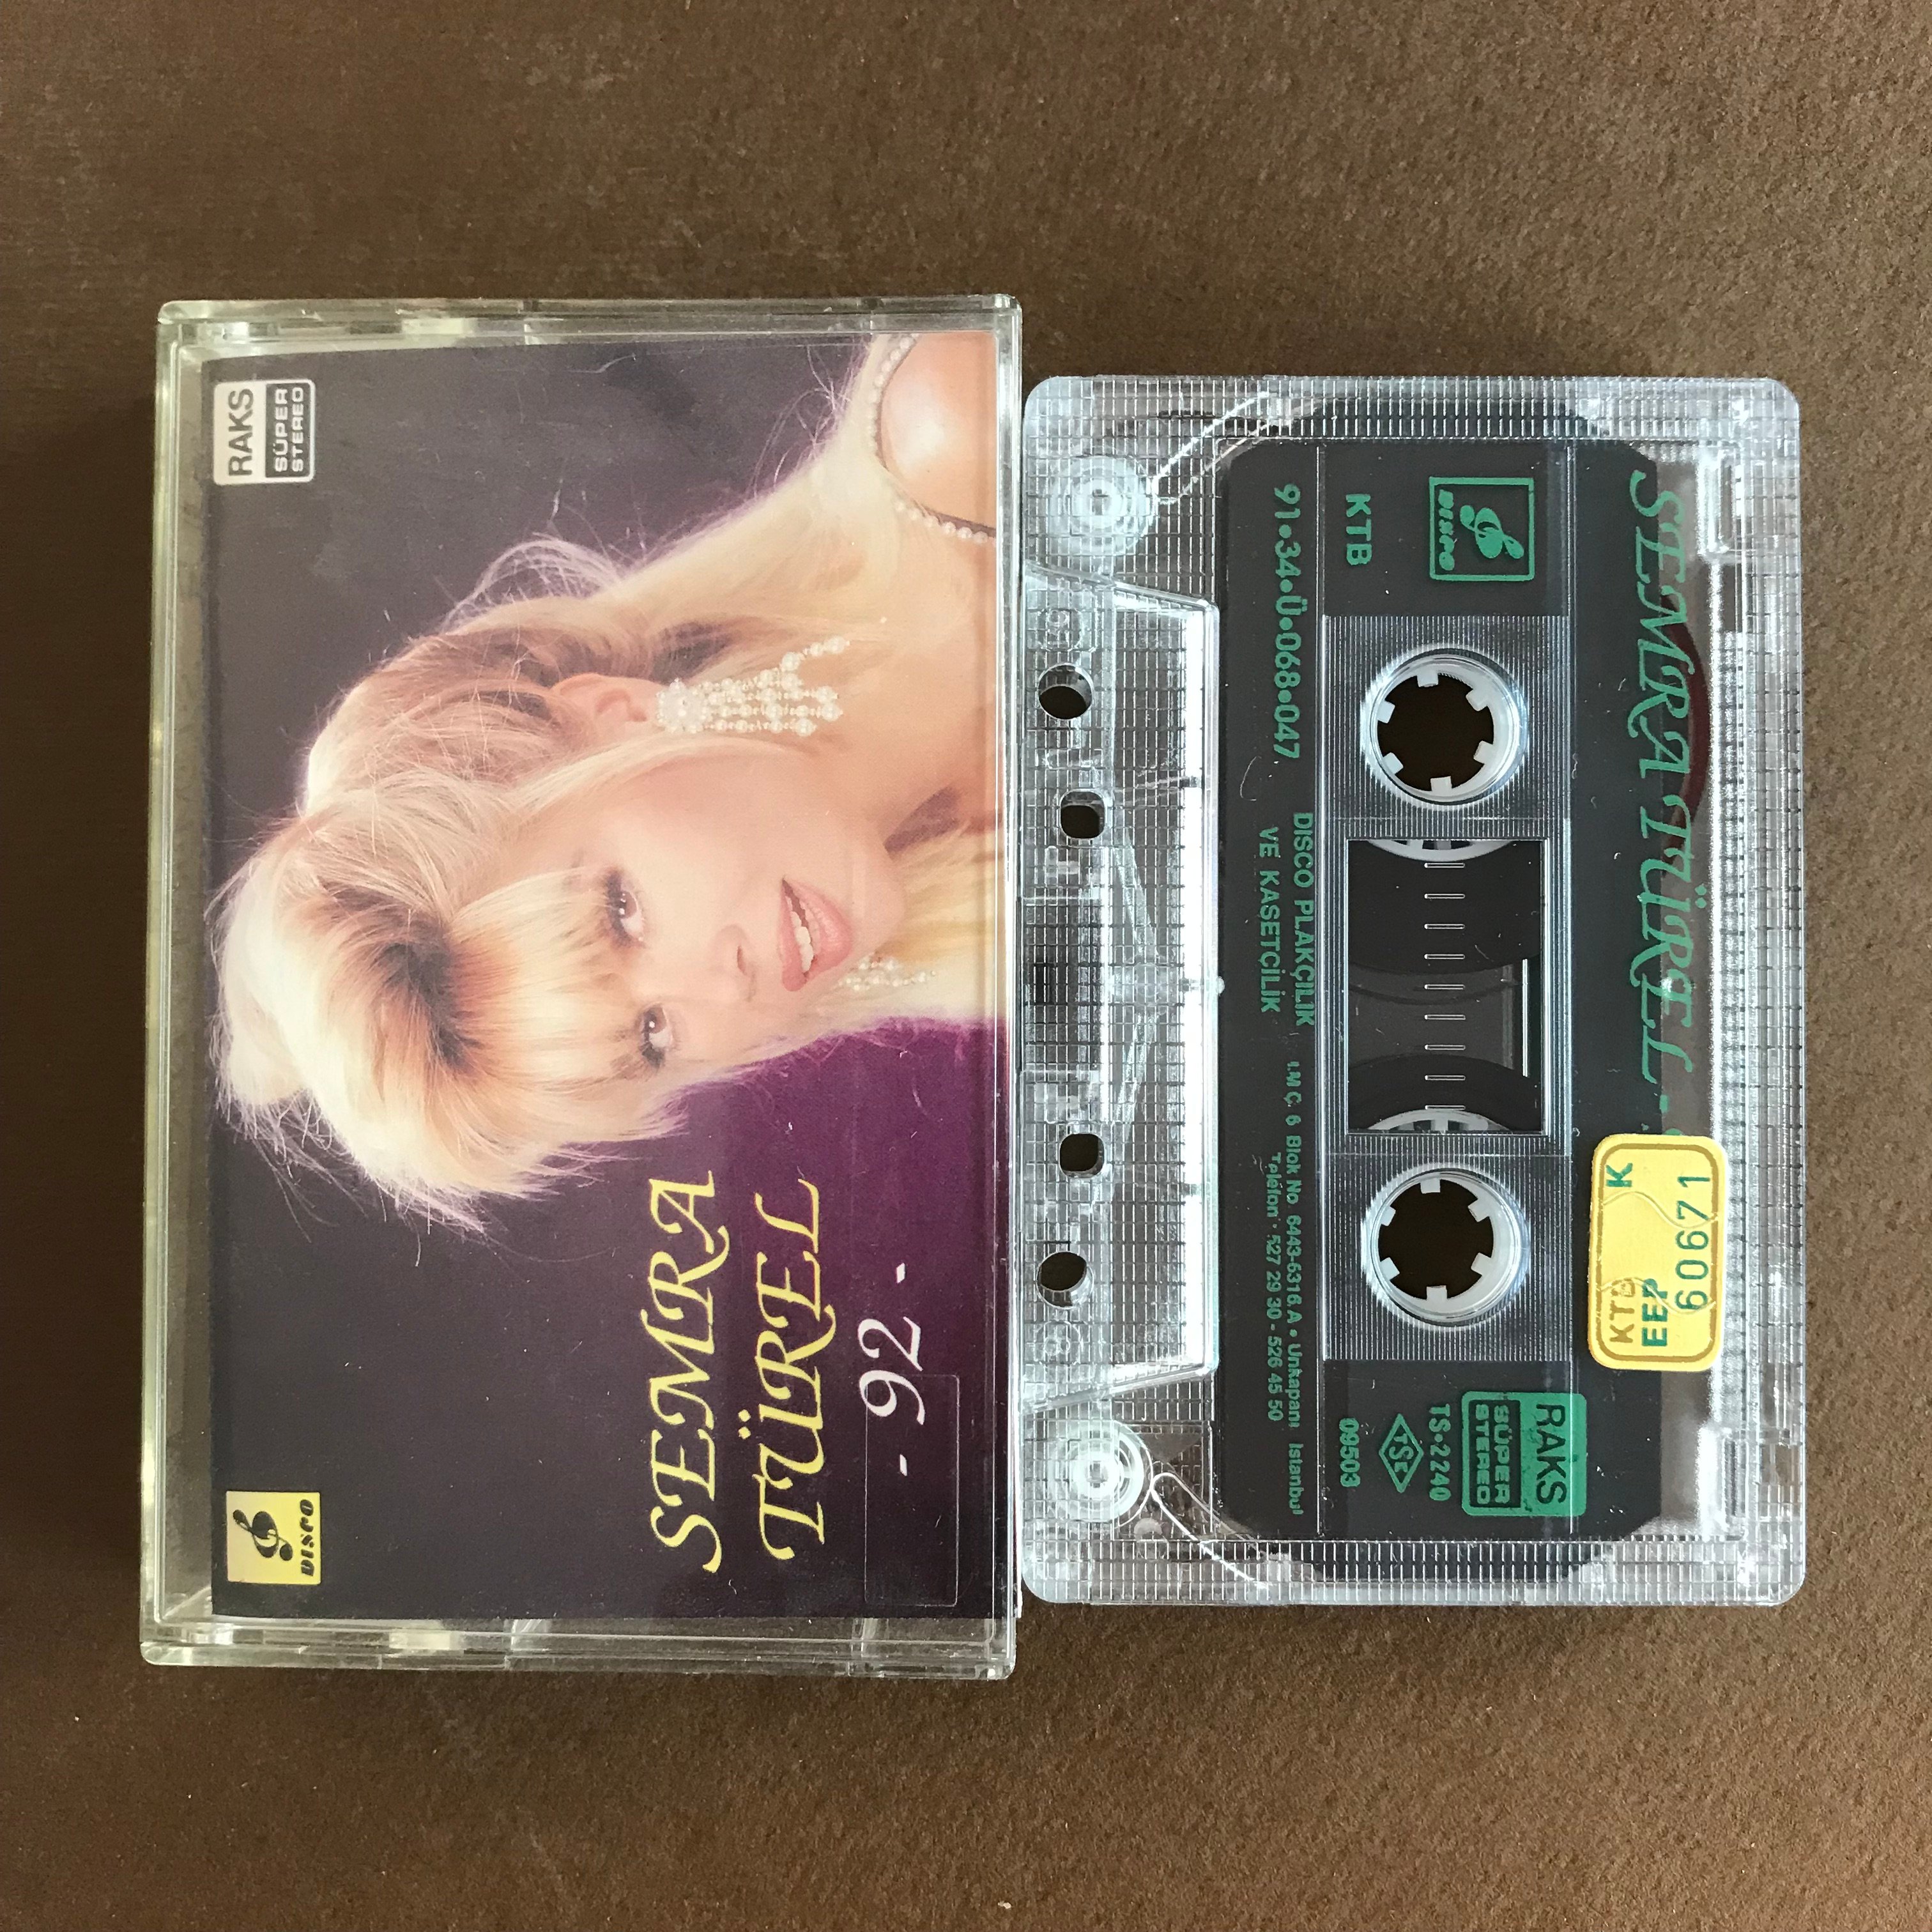 RAKS
SÜPER
STEREO
SEMRA
TÜREL
- 92 -
DISCO
SEMRA TÜREL -
DISCO
KTB
91•34•Ü•068•047
DISCO PLAKÇILIK
VE KASETÇİLİK
İ.M.Ç. 6 Blok No 6443-6316.A • Unkapanı İstanbul
Telefon : 527 29 30 - 526 45 50
RAKS
SÜPER
STEREO
TS•2240
TSE
09503
K
KTB
EEP
60671